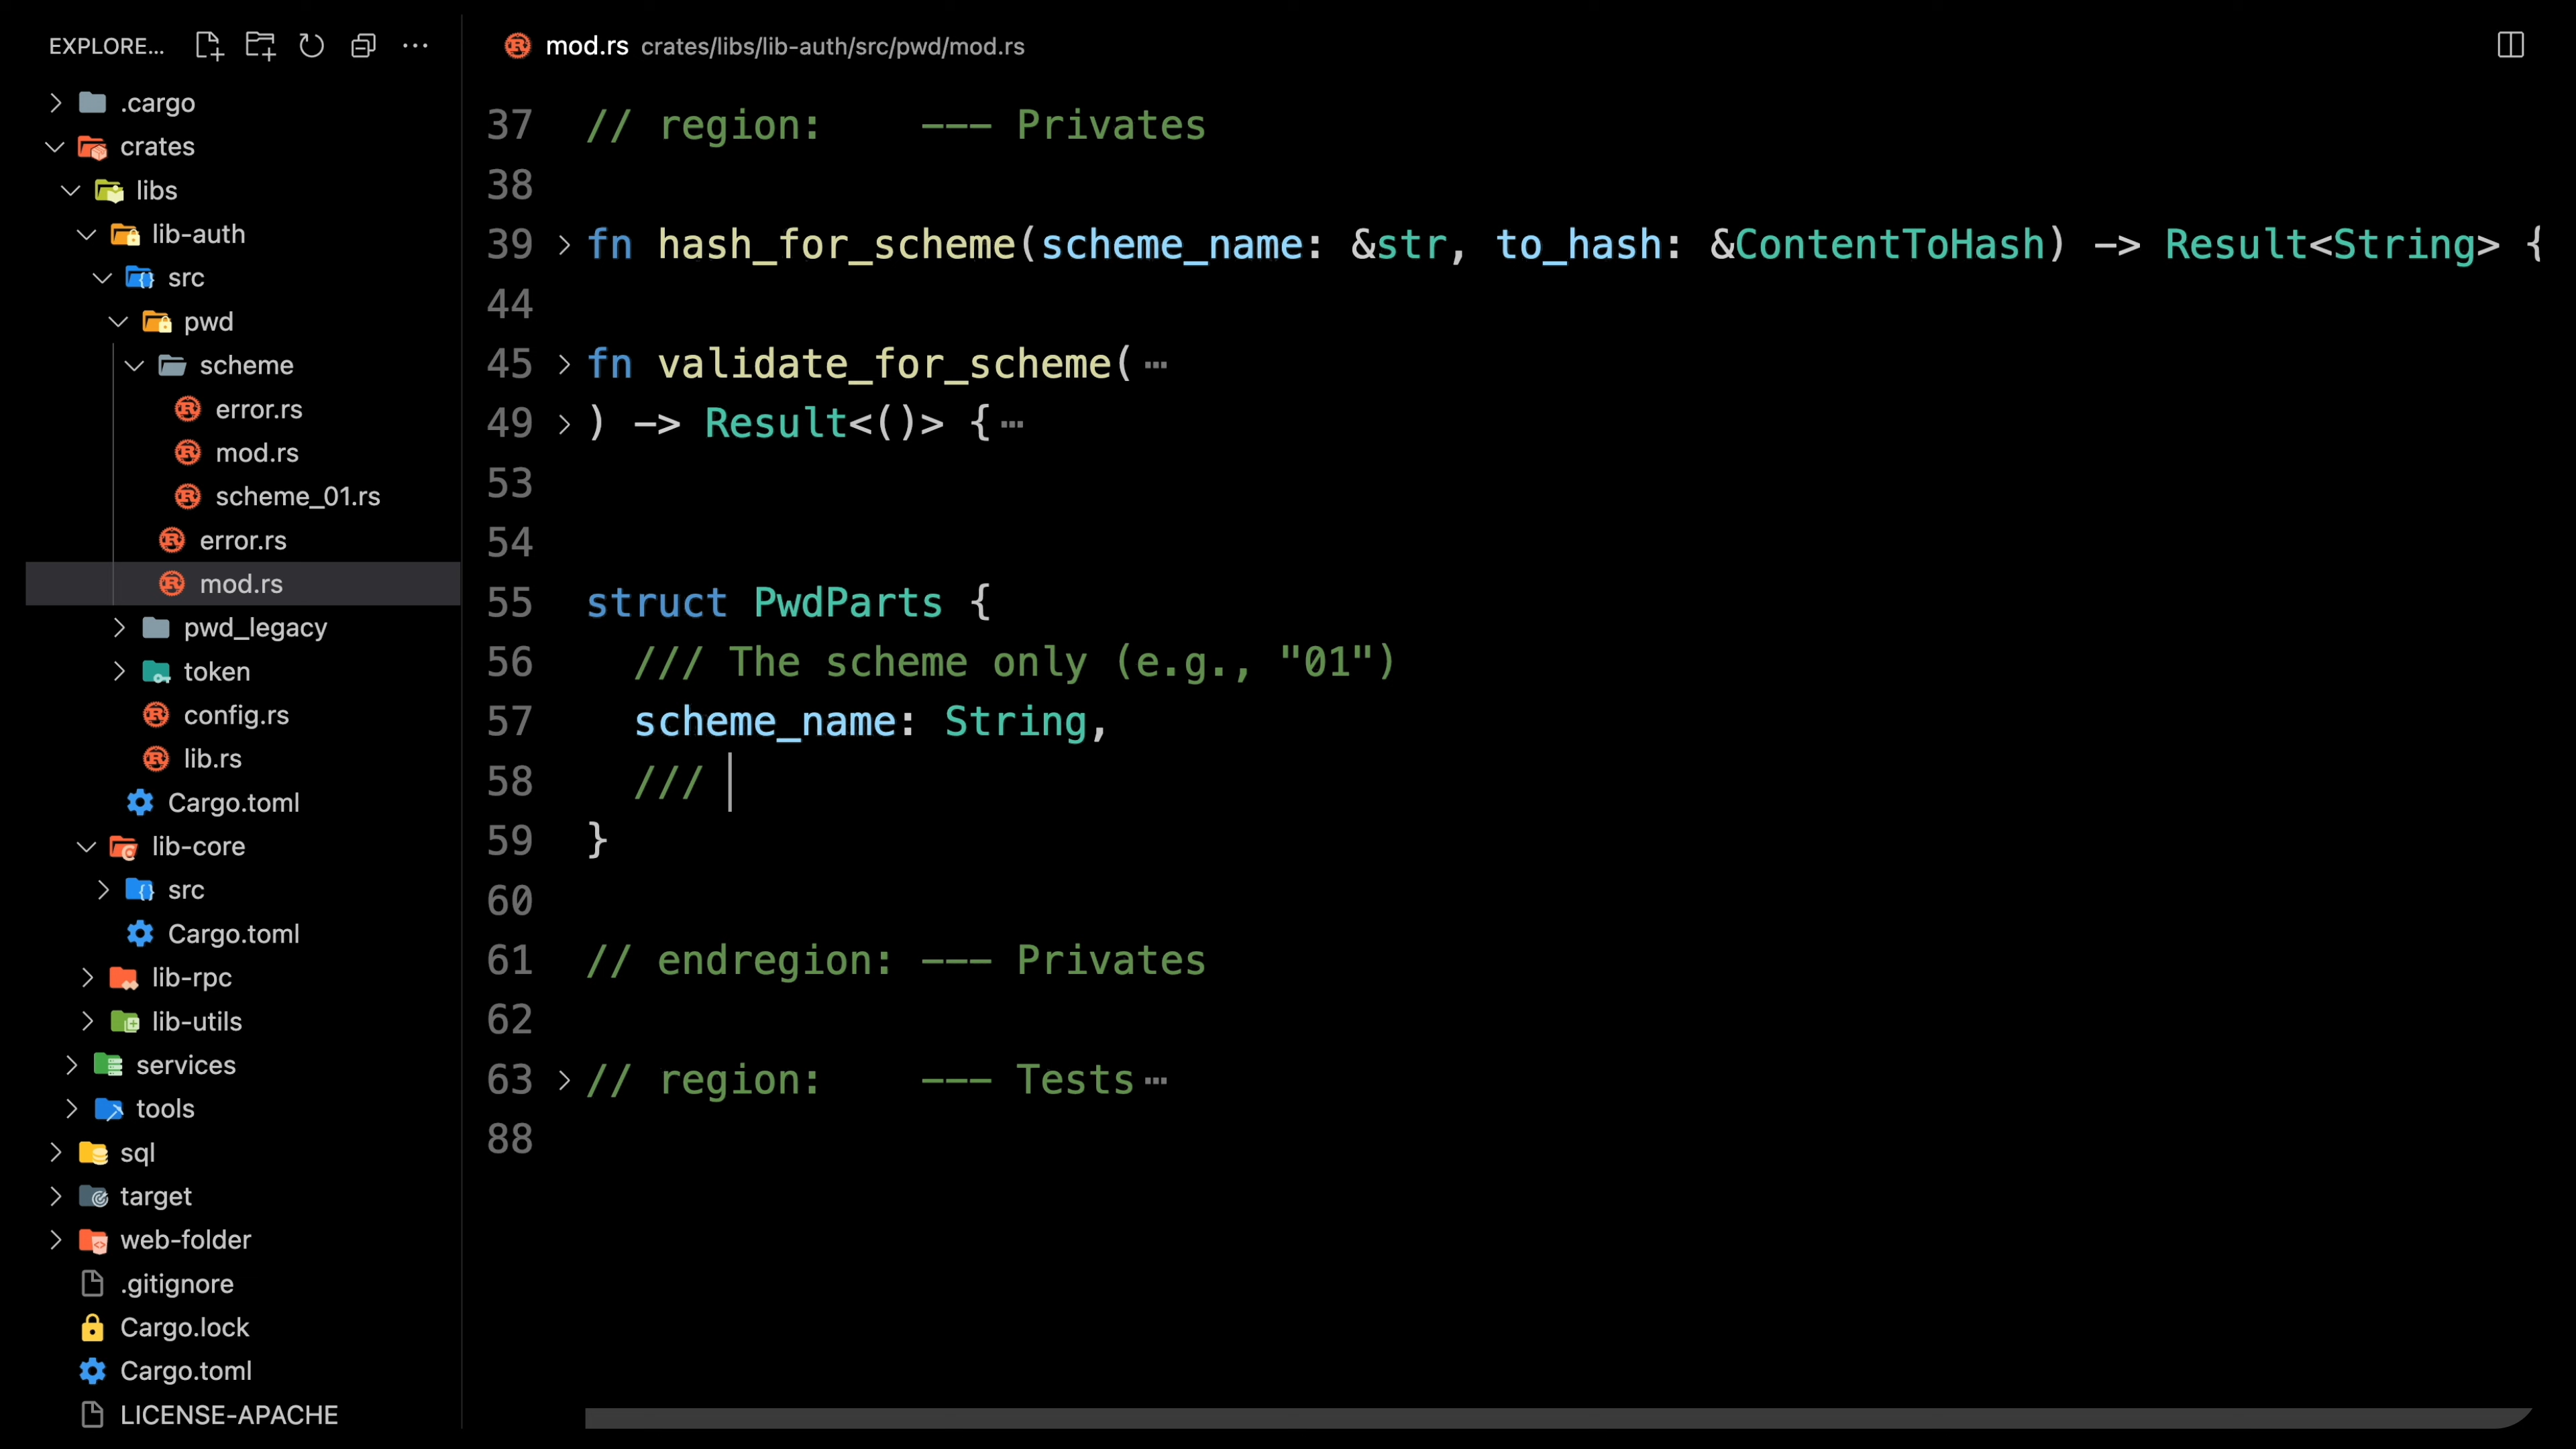 EXPLORE...
.cargo
crates
libs
lib-auth
src
pwd
scheme
error.rs
mod.rs
scheme_01.rs
error.rs
mod.rs
pwd_legacy
token
config.rs
lib.rs
Cargo.toml
lib-core
src
Cargo.toml
lib-rpc
lib-utils
services
tools
sql
target
web-folder
.gitignore
Cargo.lock
Cargo.toml
LICENSE-APACHE
mod.rs crates/libs/lib-auth/src/pwd/mod.rs
37 // region:    --- Privates
38
39 fn hash_for_scheme(scheme_name: &str, to_hash: &ContentToHash) -> Result<String> {
44
45 fn validate_for_scheme( ⋯
49 ) -> Result<()> { ⋯
53
54
55 struct PwdParts {
56   /// The scheme only (e.g., "01")
57   scheme_name: String,
58   ///
59 }
60
61 // endregion: --- Privates
62
63 // region:    --- Tests ⋯
88